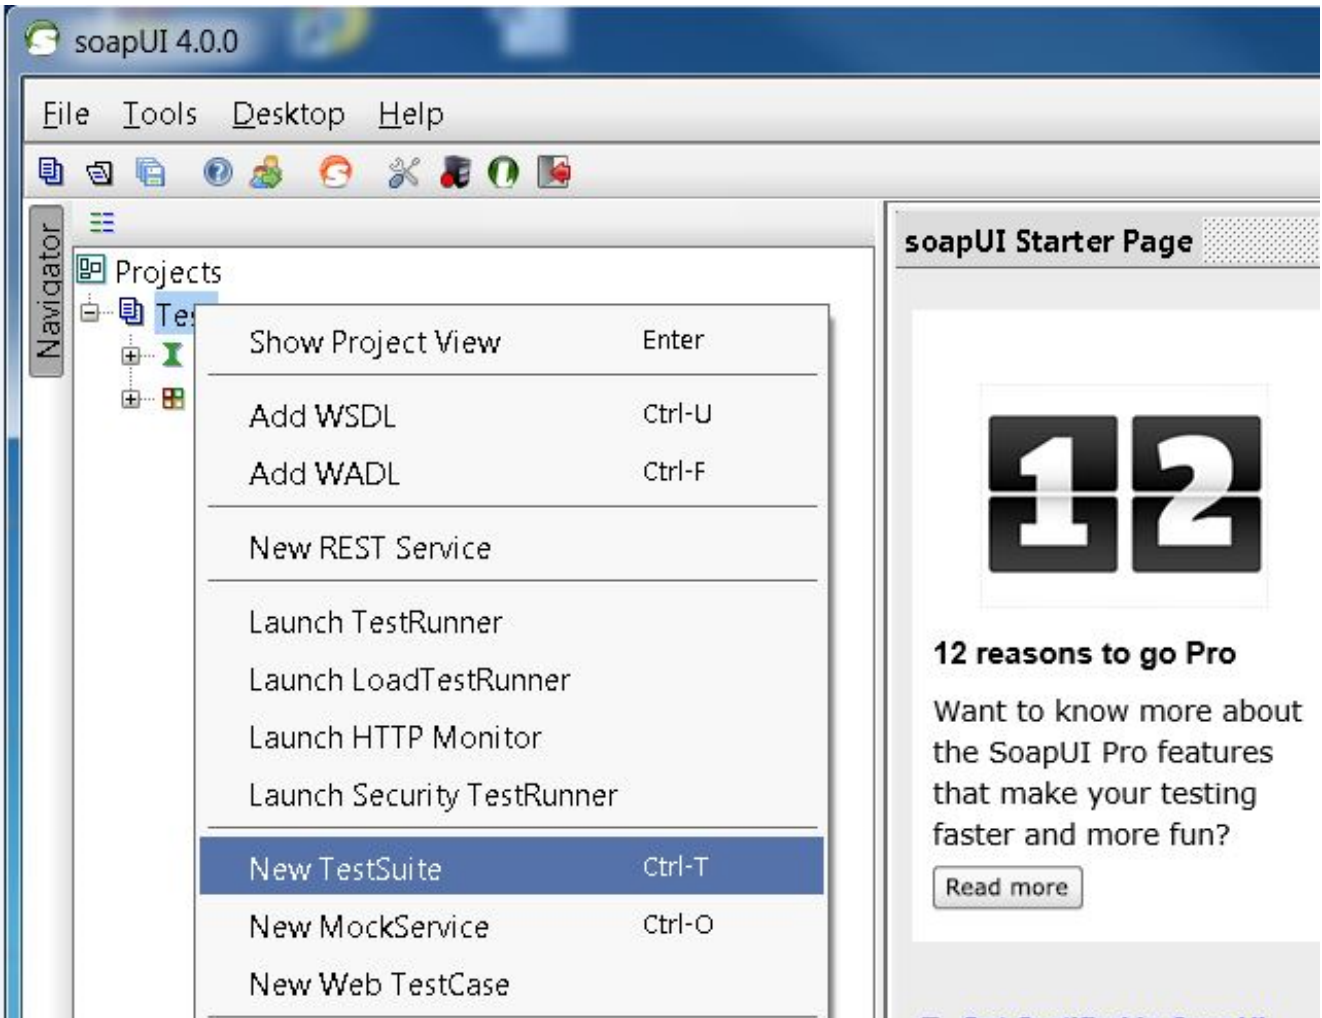 soapUI 4.0.0
File Tools Desktop Help
Navigator
soapUI Starter Page
Projects
Show Project View Enter
Add WSDL Ctrl-U
Add WADL Ctrl-F
New REST Service
Launch TestRunner
Launch LoadTestRunner
Launch HTTP Monitor
Launch Security TestRunner
New TestSuite Ctrl-T
New MockService Ctrl-O
New Web TestCase
12
12 reasons to go Pro
Want to know more about
the SoapUI Pro features
that make your testing
faster and more fun?
Read more